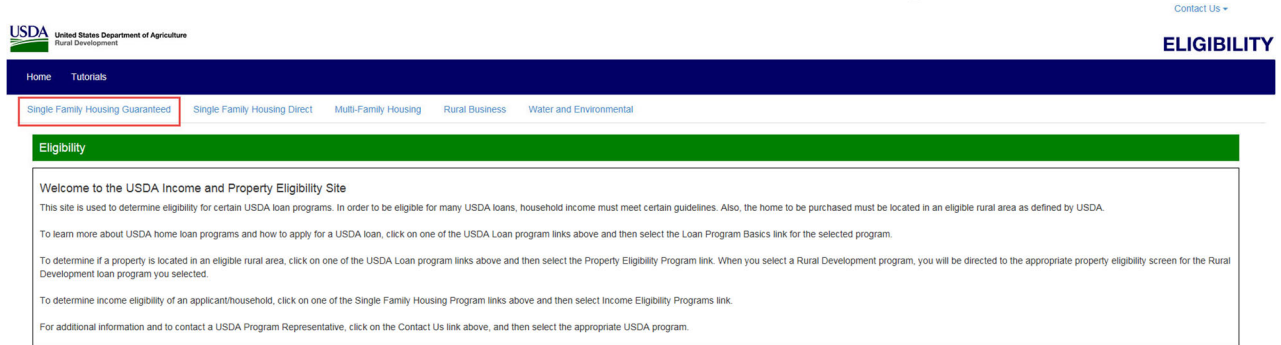 Contact Us
USDA United States Department of Agriculture
Rural Development
ELIGIBILITY
Home Tutorials
Single Family Housing Guaranteed Single Family Housing Direct Multi-Family Housing Rural Business Water and Environmental
Eligibility
Welcome to the USDA Income and Property Eligibility Site
This site is used to determine eligibility for certain USDA loan programs. In order to be eligible for many USDA loans, household income must meet certain guidelines. Also, the home to be purchased must be located in an eligible rural area as defined by USDA.
To learn more about USDA home loan programs and how to apply for a USDA loan, click on one of the USDA Loan program links above and then select the Loan Program Basics link for the selected program.
To determine if a property is located in an eligible rural area, click on one of the USDA Loan program links above and then select the Property Eligibility Program link. When you select a Rural Development program, you will be directed to the appropriate property eligibility screen for the Rural
Development loan program you selected.
To determine income eligibility of an applicant/household, click on one of the Single Family Housing Program links above and then select Income Eligibility Programs link.
For additional information and to contact a USDA Program Representative, click on the Contact Us link above, and then select the appropriate USDA program.